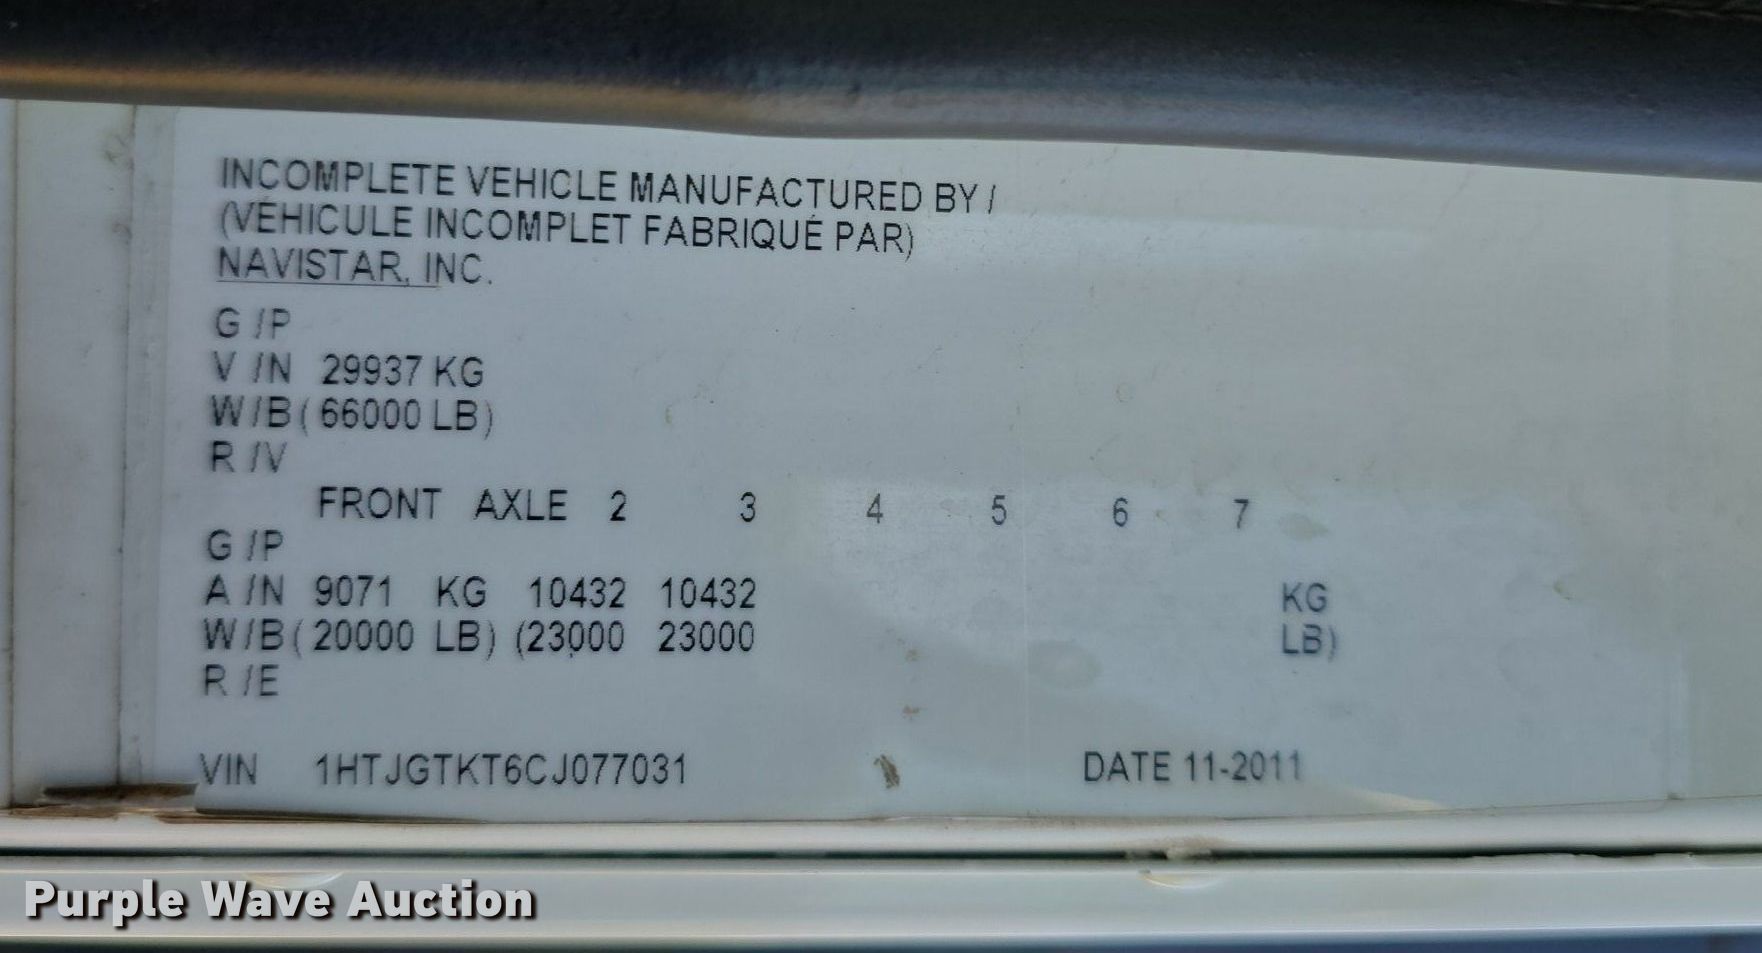 INCOMPLETE VEHICLE MANUFACTURED BY /
(VÉHICULE INCOMPLET FABRIQUÉ PAR)
NAVISTAR, INC.
G /P
V /N 29937 KG
W/B ( 66000 LB)
R /V
FRONT AXLE 2 3 4 5 6 7
G /P
A /N 9071 KG 10432 10432 KG
W/B ( 20000 LB) (23000 23000 LB)
R /E
VIN 1HTJGTKT6CJ077031 DATE 11-2011
Purple Wave Auction